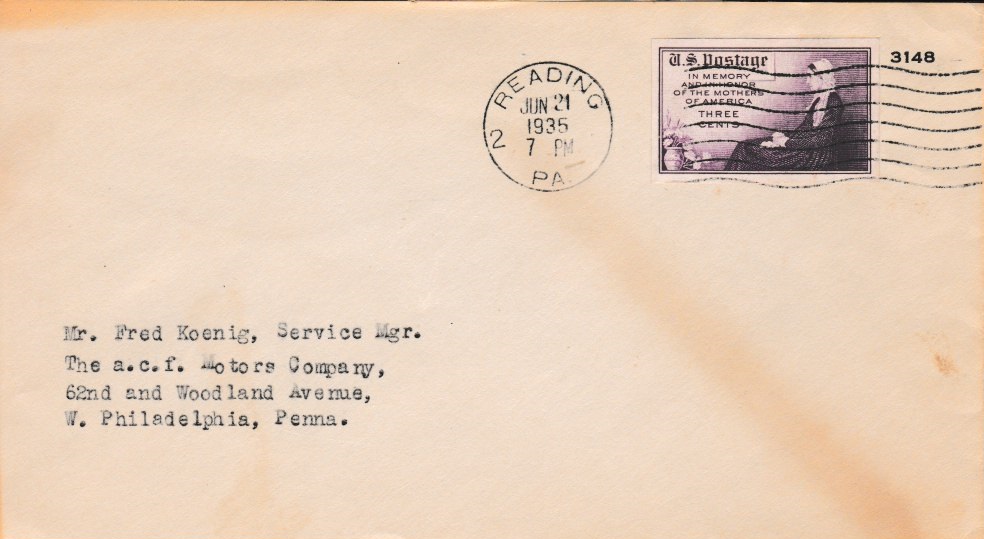 READING
JUN 21
1935
7 PM
2
PA.
U.S. Postage
IN MEMORY
AND IN HONOR
OF THE MOTHERS
OF AMERICA
THREE
CENTS
3148
Mr. Fred Koenig, Service Mgr.
The a.c.f. Motors Company,
62nd and Woodland Avenue,
W. Philadelphia, Penna.